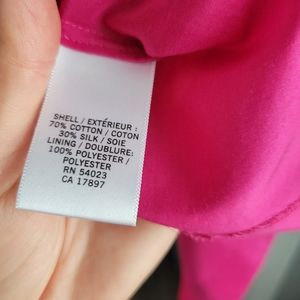 SHELL / EXTÉRIEUR :
70% COTTON / COTON
30% SILK / SOIE
LINING / DOUBLURE:
100% POLYESTER /
POLYESTER
RN 54023
CA 17897